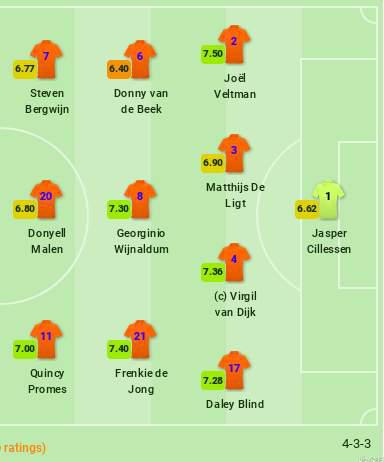 7
6.77
Steven
Bergwijn
6
6.40
Donny van
de Beek
2
7.50
Joël
Veltman
3
6.90
Matthijs De
Ligt
20
6.80
Donyell
Malen
8
7.30
Georginio
Wijnaldum
1
6.62
Jasper
Cillessen
4
7.36
(c) Virgil
van Dijk
11
7.00
Quincy
Promes
21
7.40
Frenkie de
Jong
17
7.28
Daley Blind
ratings)
4-3-3